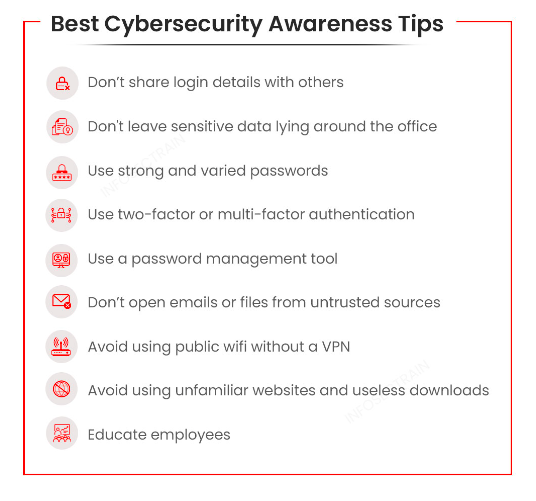 Best Cybersecurity Awareness Tips
Don’t share login details with others
Don't leave sensitive data lying around the office
Use strong and varied passwords
Use two-factor or multi-factor authentication
Use a password management tool
Don’t open emails or files from untrusted sources
Avoid using public wifi without a VPN
Avoid using unfamiliar websites and useless downloads
Educate employees